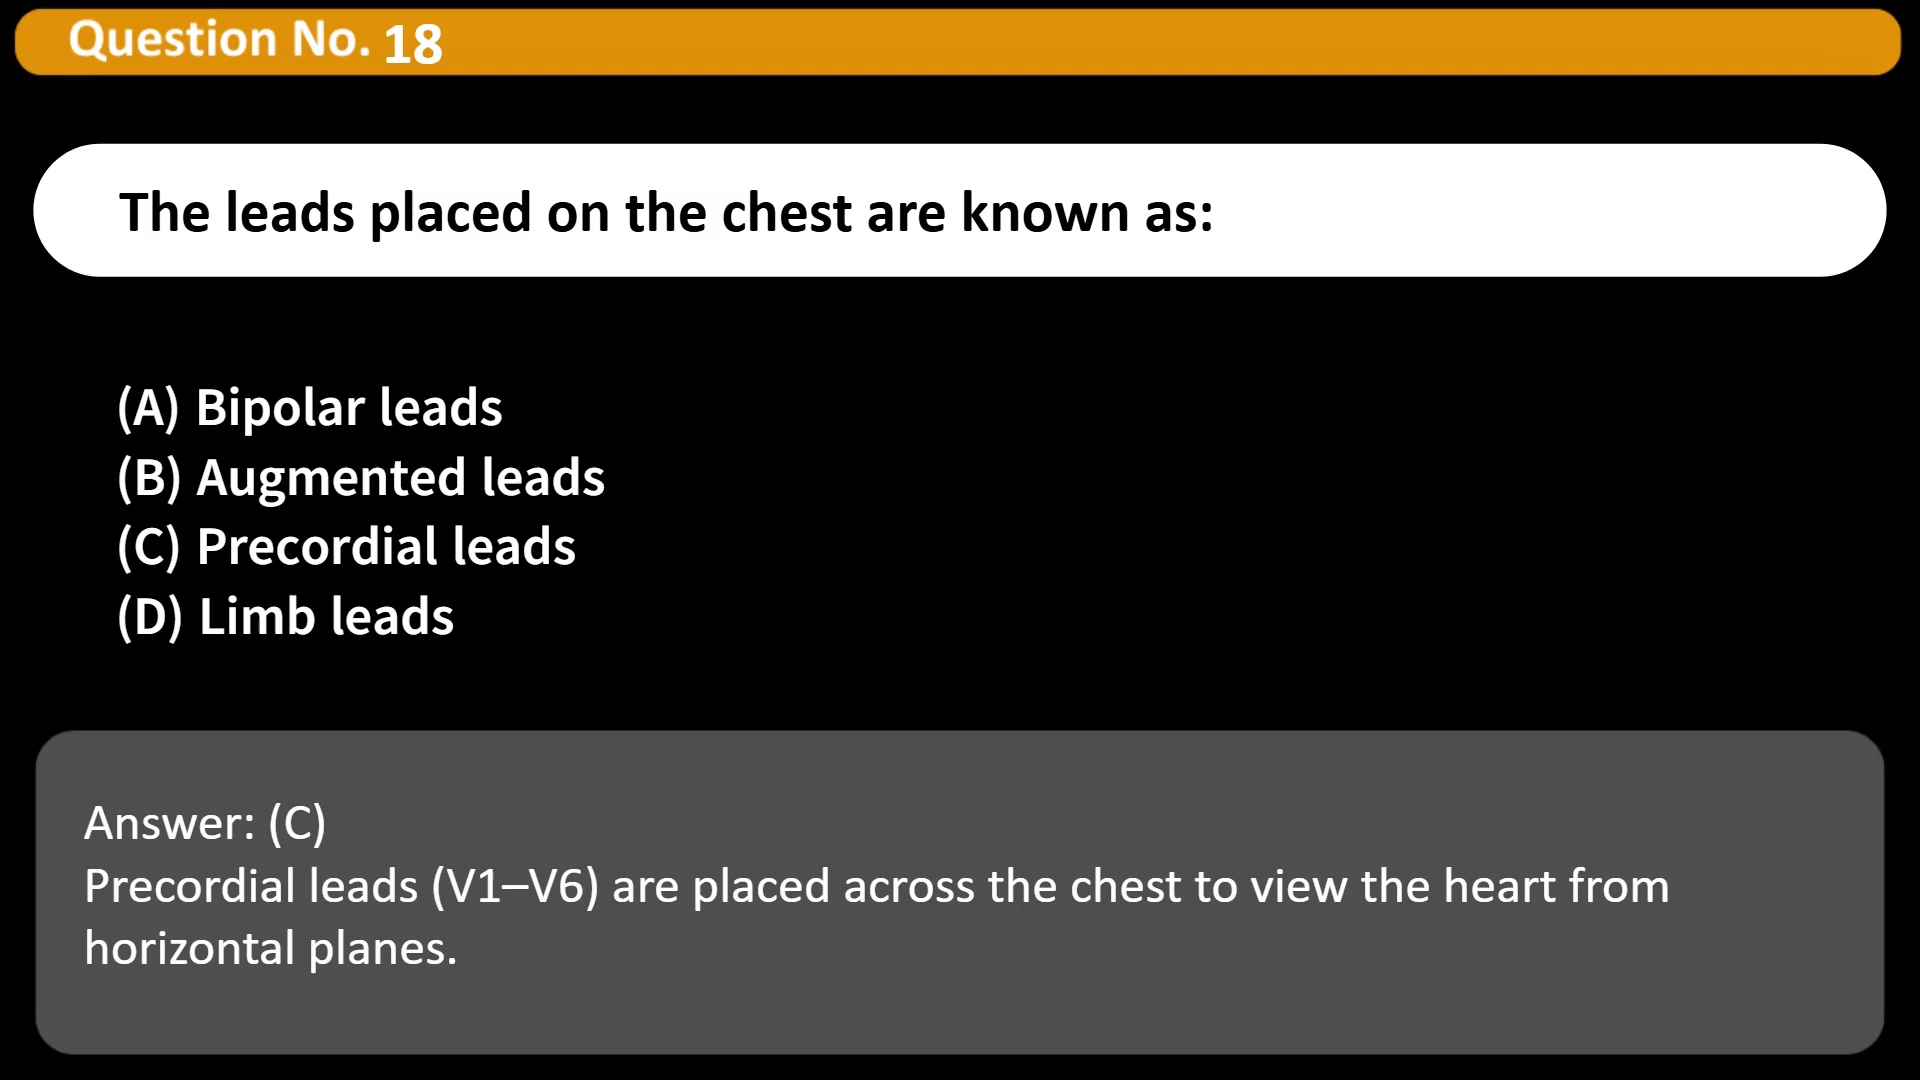 Question No. 18
The leads placed on the chest are known as:
(A) Bipolar leads
(B) Augmented leads
(C) Precordial leads
(D) Limb leads
Answer: (C)
Precordial leads (V1–V6) are placed across the chest to view the heart from
horizontal planes.